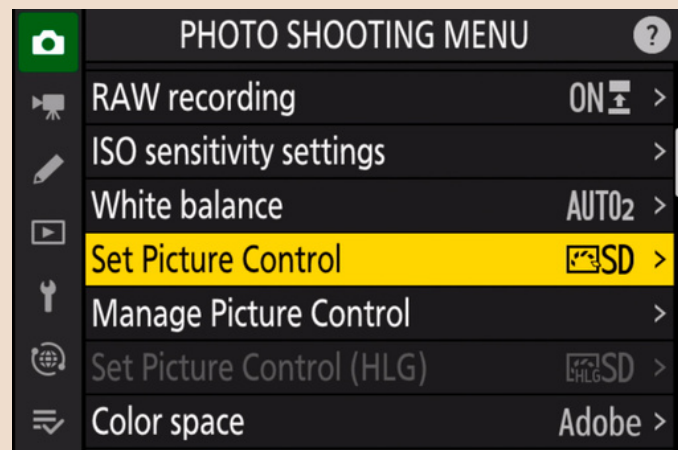 PHOTO SHOOTING MENU ?
RAW recording ON >
ISO sensitivity settings >
White balance AUTO2 >
Set Picture Control SD >
Manage Picture Control >
Set Picture Control (HLG) HLG SD >
Color space Adobe >